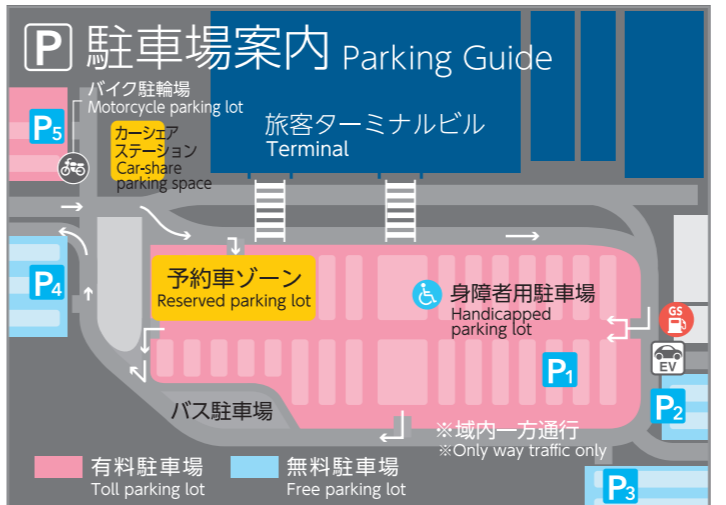 P 駐車場案内 Parking Guide
バイク駐輪場
Motorcycle parking lot
P5
カーシェア
ステーション
Car-share
parking space
旅客ターミナルビル
Terminal
予約車ゾーン
Reserved parking lot
P4
身障者用駐車場
Handicapped
parking lot
GS
EV
P1
P2
バス駐車場
※域内一方通行
※Only way traffic only
有料駐車場
Toll parking lot
無料駐車場
Free parking lot
P3